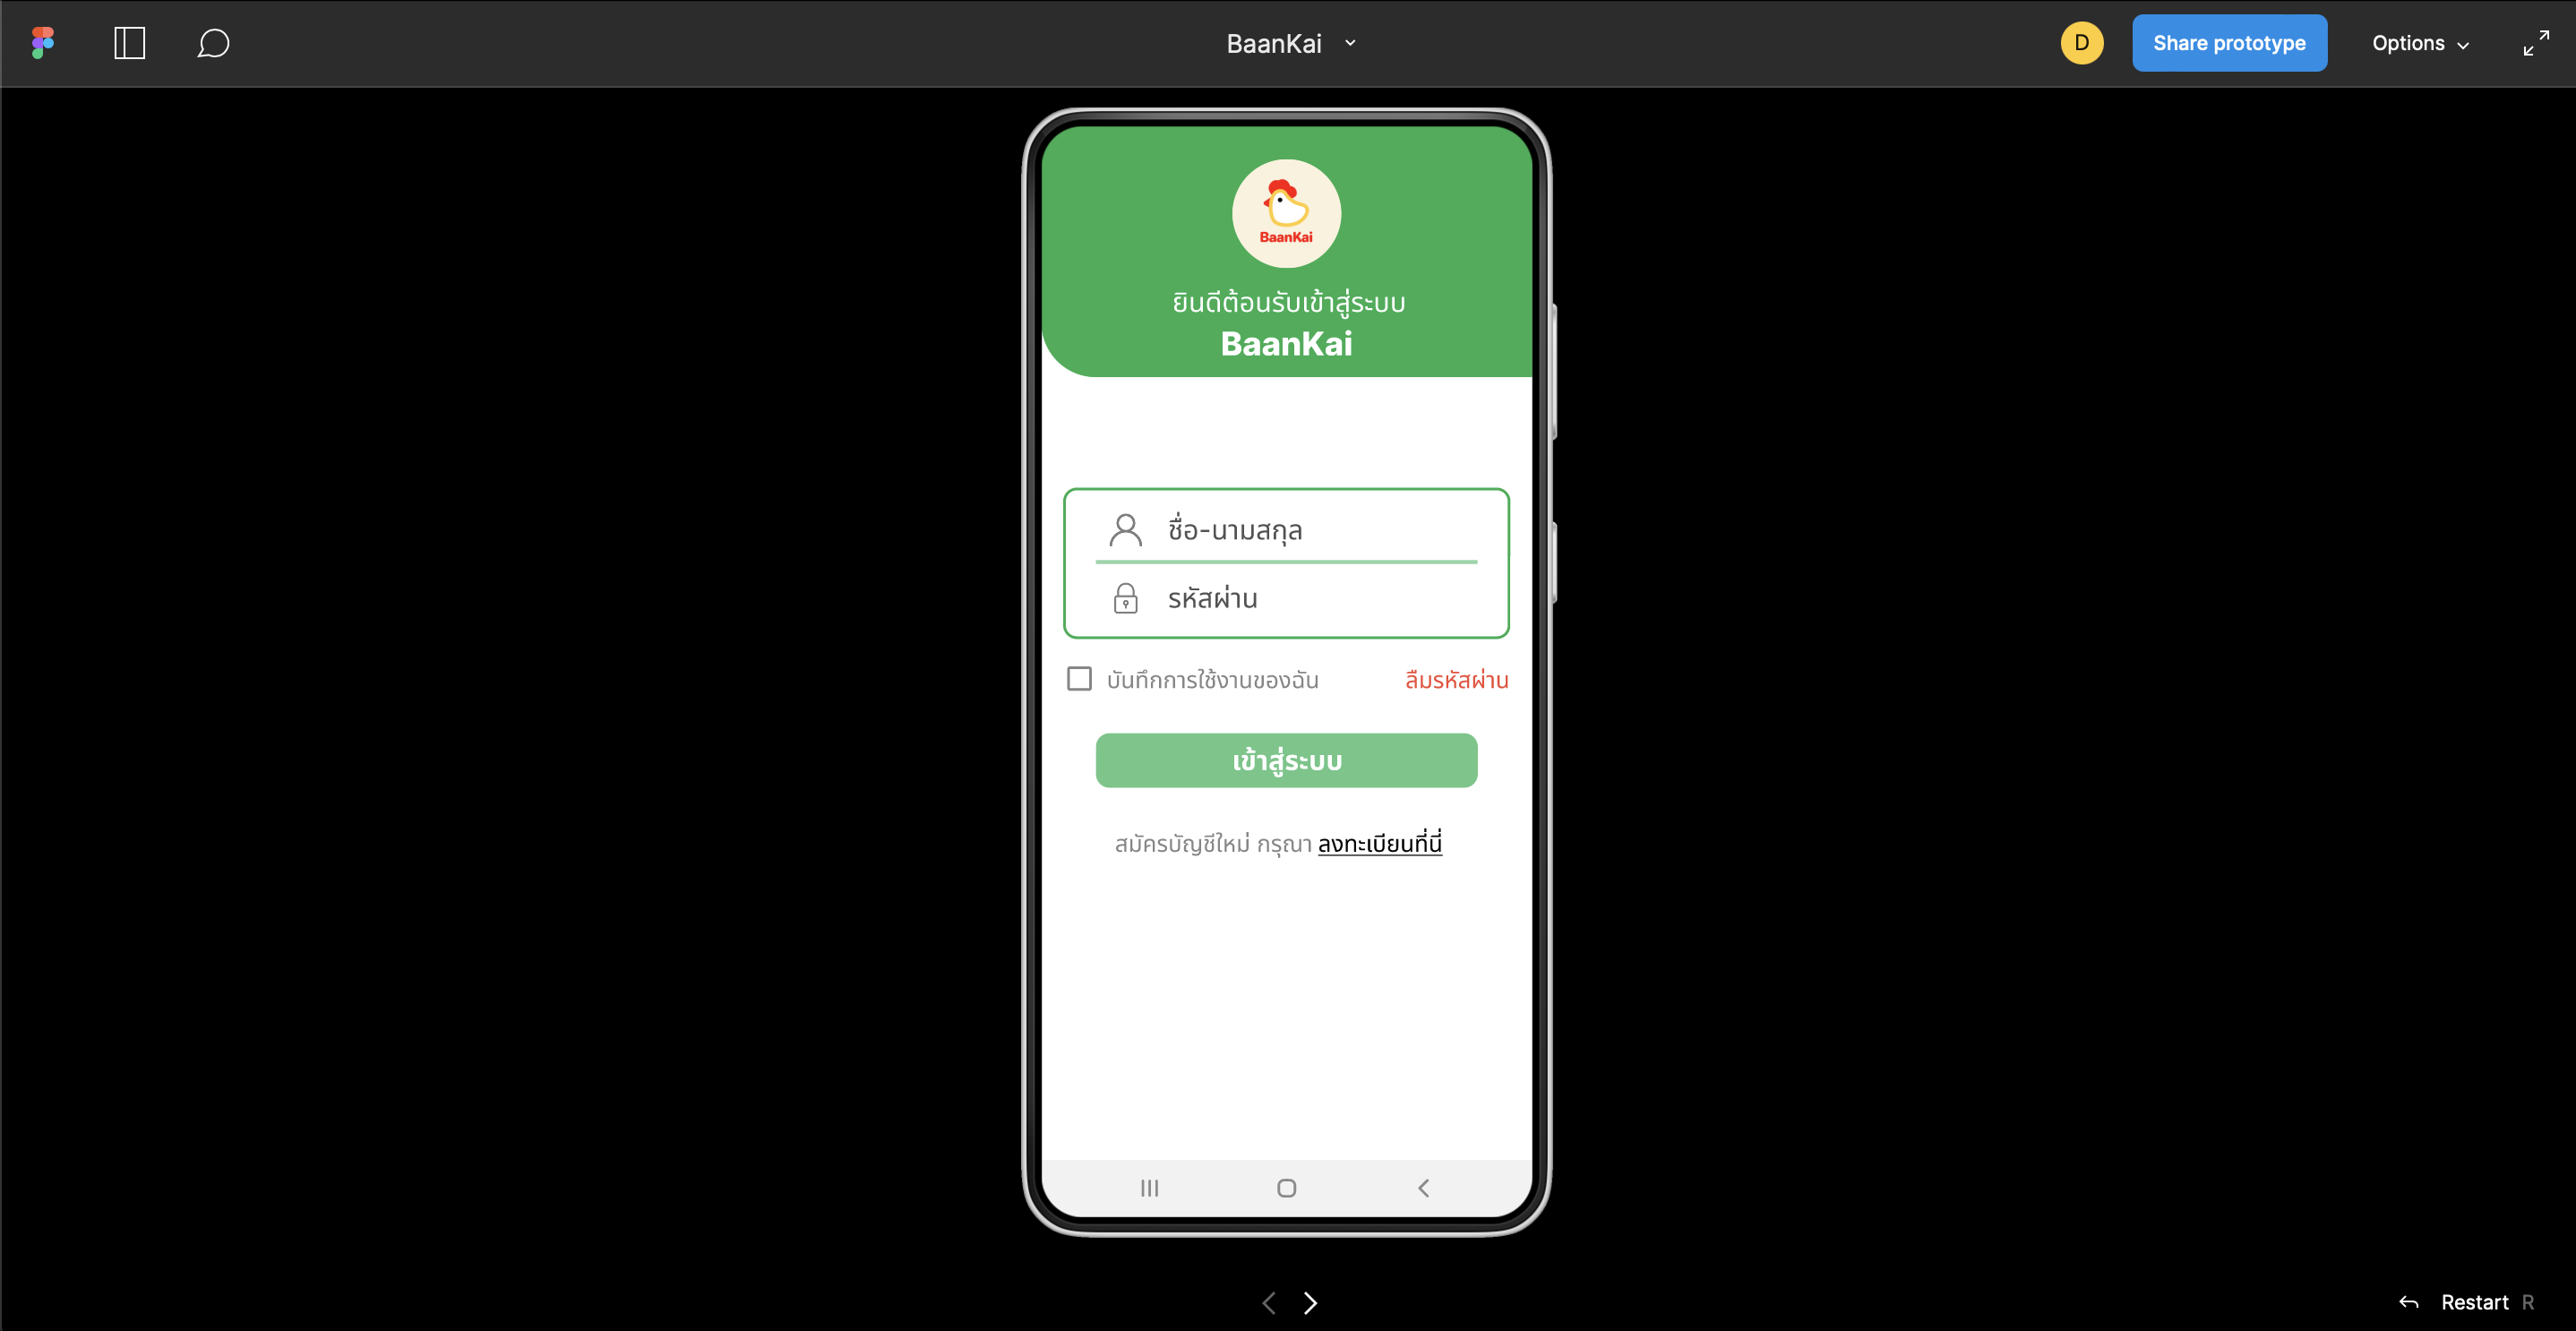 BaanKai
D
Share prototype
Options
BaanKai
ยินดีต้อนรับเข้าสู่ระบบ
BaanKai
ชื่อ-นามสกุล
รหัสผ่าน
บันทึกการใช้งานของฉัน
ลืมรหัสผ่าน
เข้าสู่ระบบ
สมัครบัญชีใหม่ กรุณา ลงทะเบียนที่นี่
Restart R